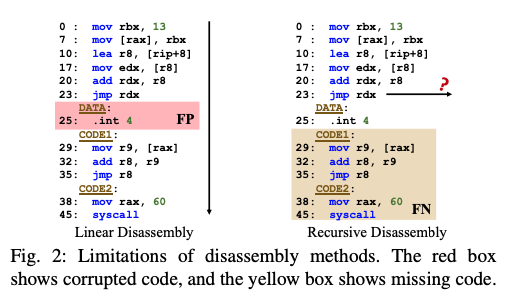 0 : mov rbx, 13
7 : mov [rax], rbx
10: lea r8, [rip+8]
17: mov edx, [r8]
20: add rdx, r8
23: jmp rdx
DATA:
25: .int 4 FP
CODE1:
29: mov r9, [rax]
32: add r8, r9
35: jmp r8
CODE2:
38: mov rax, 60
45: syscall
Linear Disassembly
0 : mov rbx, 13
7 : mov [rax], rbx
10: lea r8, [rip+8]
17: mov edx, [r8]
20: add rdx, r8
23: jmp rdx ?
DATA:
25: .int 4
CODE1:
29: mov r9, [rax]
32: add r8, r9
35: jmp r8
CODE2:
38: mov rax, 60
45: syscall FN
Recursive Disassembly
Fig. 2: Limitations of disassembly methods. The red box
shows corrupted code, and the yellow box shows missing code.